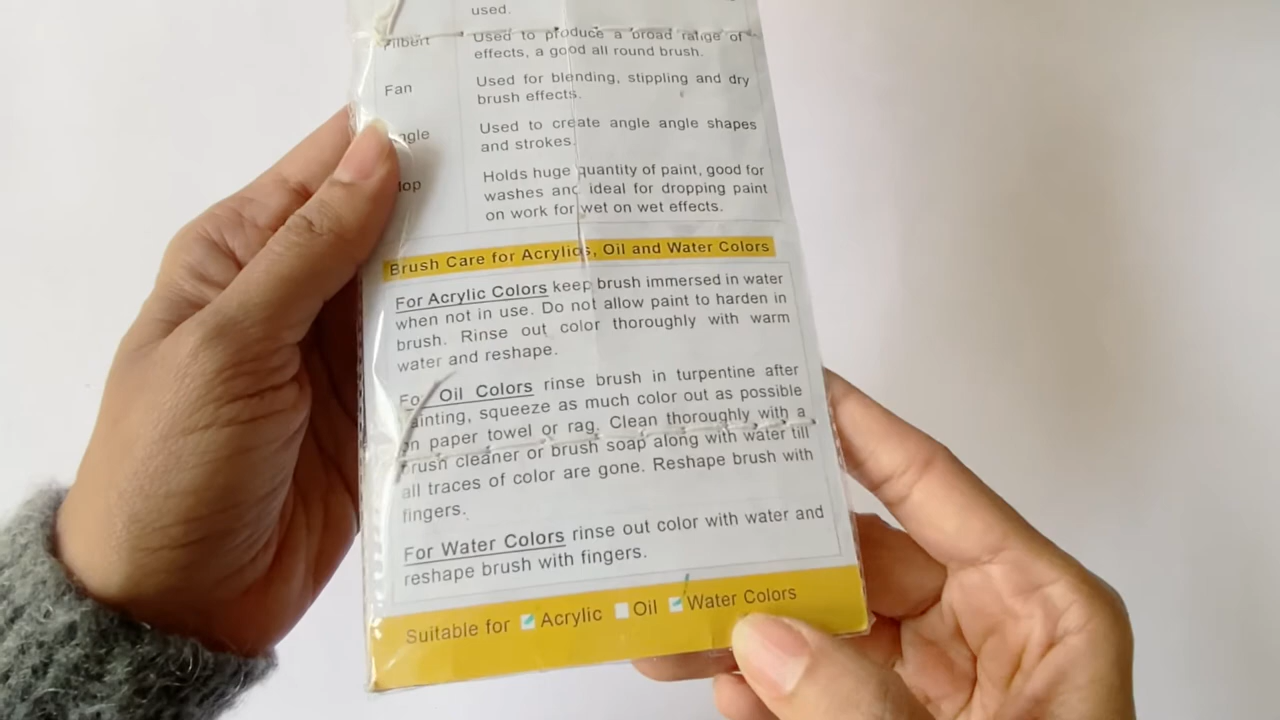 used.
Filbert
Used to produce a broad range of
effects, a good all round brush.
Fan
Used for blending, stippling and dry
brush effects.
ngle
Used to create angle angle shapes
and strokes.
Holds huge quantity of paint, good for
washes and ideal for dropping paint
on work for wet on wet effects.
Brush Care for Acrylics, Oil and Water Colors
For Acrylic Colors keep brush immersed in water
when not in use. Do not allow paint to harden in
brush. Rinse out color thoroughly with warm
water and reshape.
For Oil Colors rinse brush in turpentine after
painting, squeeze as much color out as possible
on paper towel or rag. Clean thoroughly with a
brush cleaner or brush soap along with water till
all traces of color are gone. Reshape brush with
fingers.
For Water Colors rinse out color with water and
reshape brush with fingers.
Suitable for Acrylic Oil Water Colors